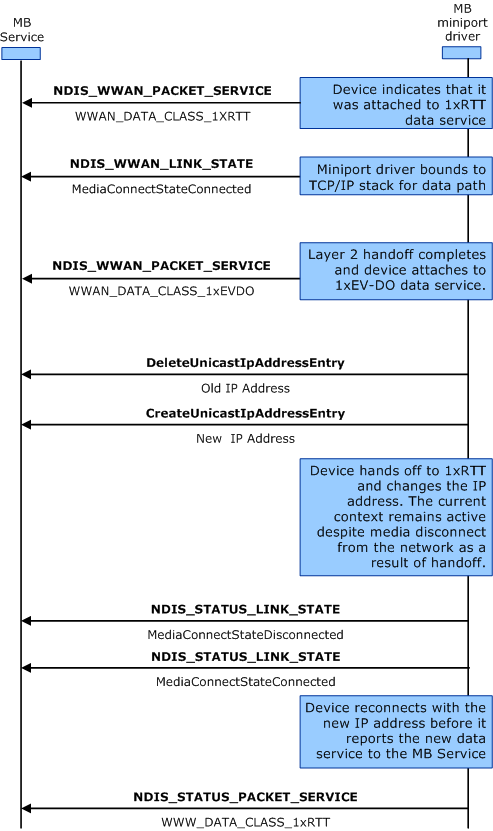 MB
Service
MB
miniport
driver
NDIS_WWAN_PACKET_SERVICE
WWAN_DATA_CLASS_1XRTT
Device indicates that it
was attached to 1xRTT
data service
NDIS_WWAN_LINK_STATE
MediaConnectStateConnected
Miniport driver bounds to
TCP/IP stack for data path
NDIS_WWAN_PACKET_SERVICE
WWAN_DATA_CLASS_1xEVDO
Layer 2 handoff completes
and device attaches to
1xEV-DO data service.
DeleteUnicastIpAddressEntry
Old IP Address
CreateUnicastIpAddressEntry
New IP Address
Device hands off to 1xRTT
and changes the IP
address. The current
context remains active
despite media disconnect
from the network as a
result of handoff.
NDIS_STATUS_LINK_STATE
MediaConnectStateDisconnected
NDIS_STATUS_LINK_STATE
MediaConnectStateConnected
Device reconnects with the
new IP address before it
reports the new data
service to the MB Service
NDIS_STATUS_PACKET_SERVICE
WWW_DATA_CLASS_1xRTT